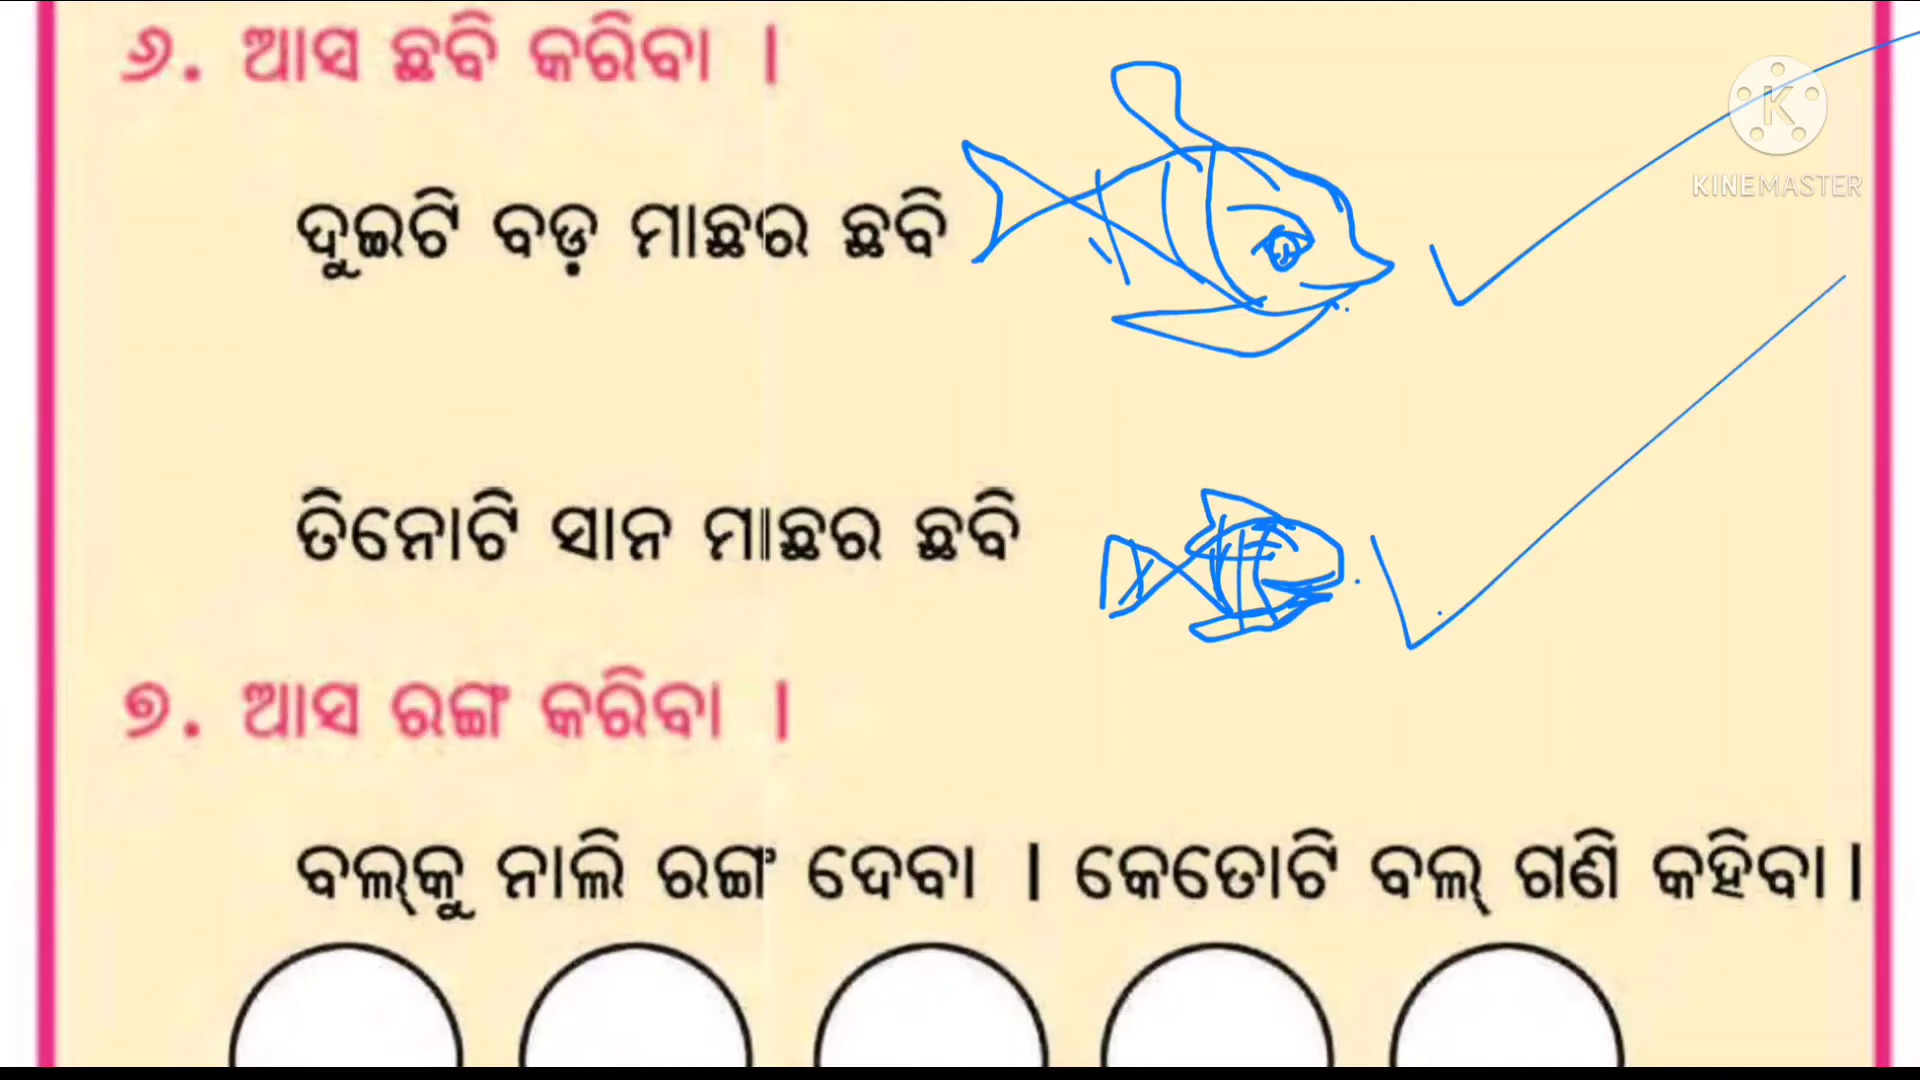 ୬. ଆସ ଛବି କରିବା ।
ଦୁଇଟି ବଡ଼ ମାଛର ଛବି
ତିନୋଟି ସାନ ମାଛର ଛବି
୭. ଆସ ରଙ୍ଗ କରିବା ।
ବଲ୍‌କୁ ନାଲି ରଙ୍ଗ ଦେବା । କେତୋଟି ବଲ୍ ଗଣି କହିବା ।
K
KINEMASTER